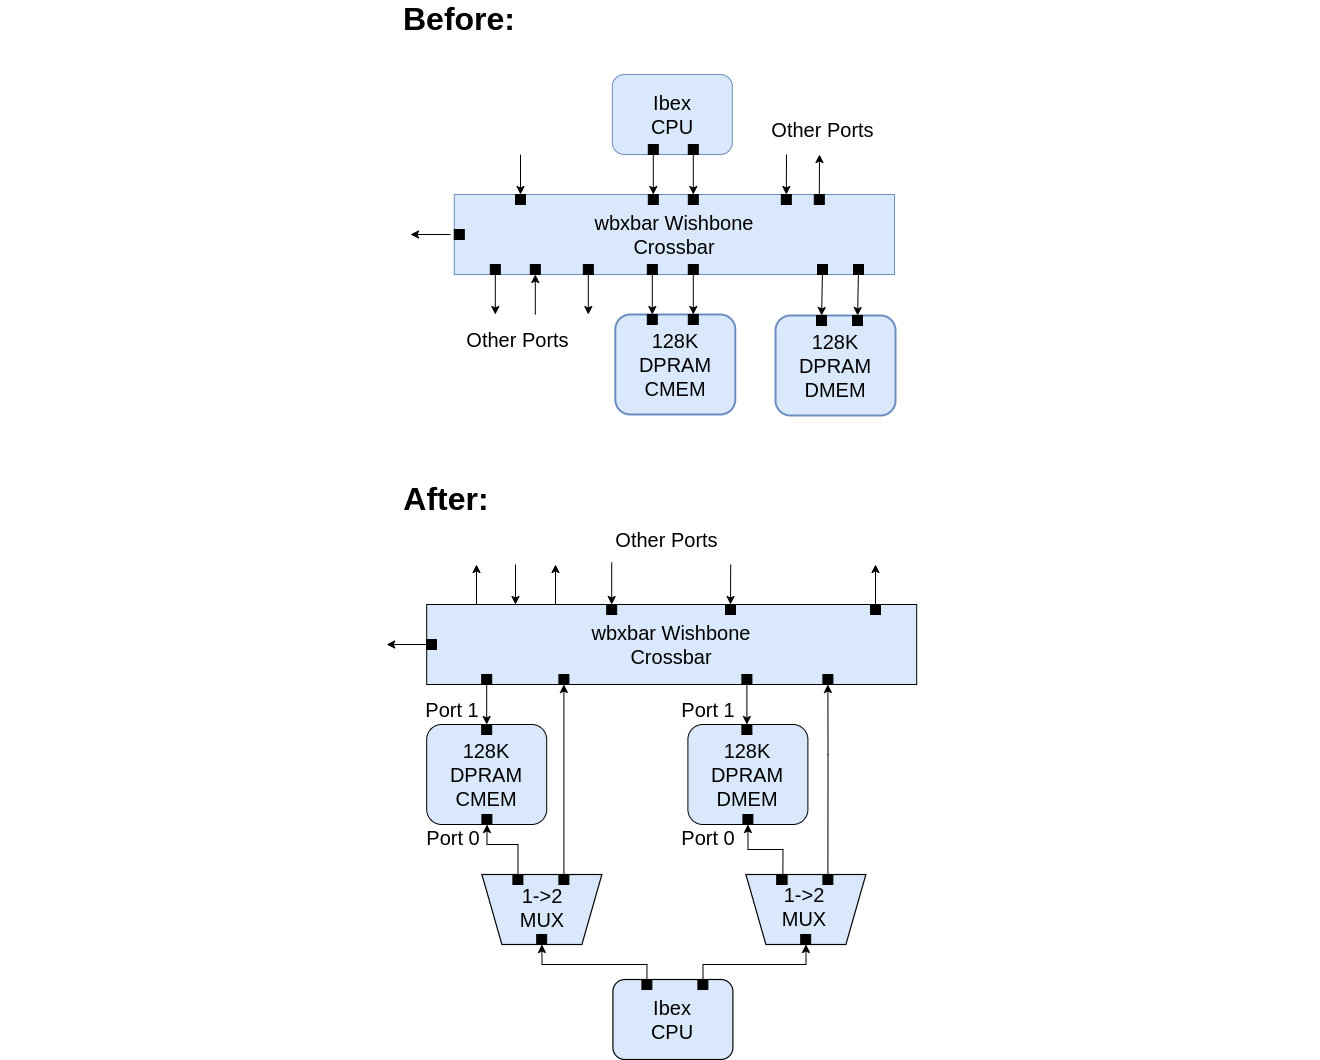 Before:
Ibex
CPU
Other Ports
wbxbar Wishbone
Crossbar
Other Ports
128K
DPRAM
CMEM
128K
DPRAM
DMEM
After:
Other Ports
wbxbar Wishbone
Crossbar
Port 1
Port 1
128K
DPRAM
CMEM
128K
DPRAM
DMEM
Port 0
Port 0
1->2
MUX
1->2
MUX
Ibex
CPU